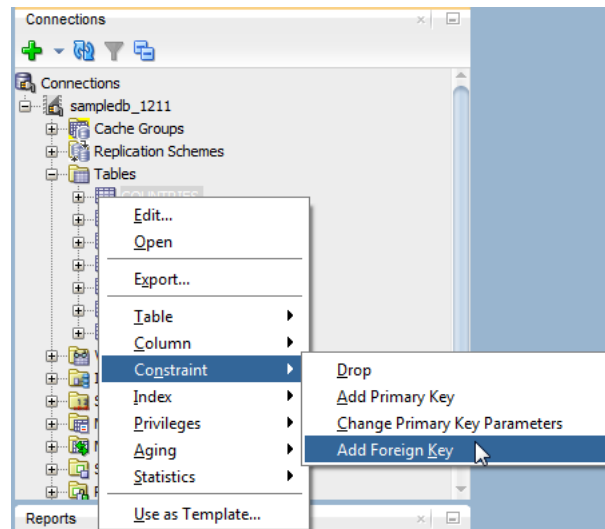 Connections
Connections
sampledb_1211
Cache Groups
Replication Schemes
Tables
COUNTRIES
Edit...
Open
Export...
Table
Column
Constraint
Index
Privileges
Aging
Statistics
Use as Template...
Drop
Add Primary Key
Change Primary Key Parameters
Add Foreign Key
Reports